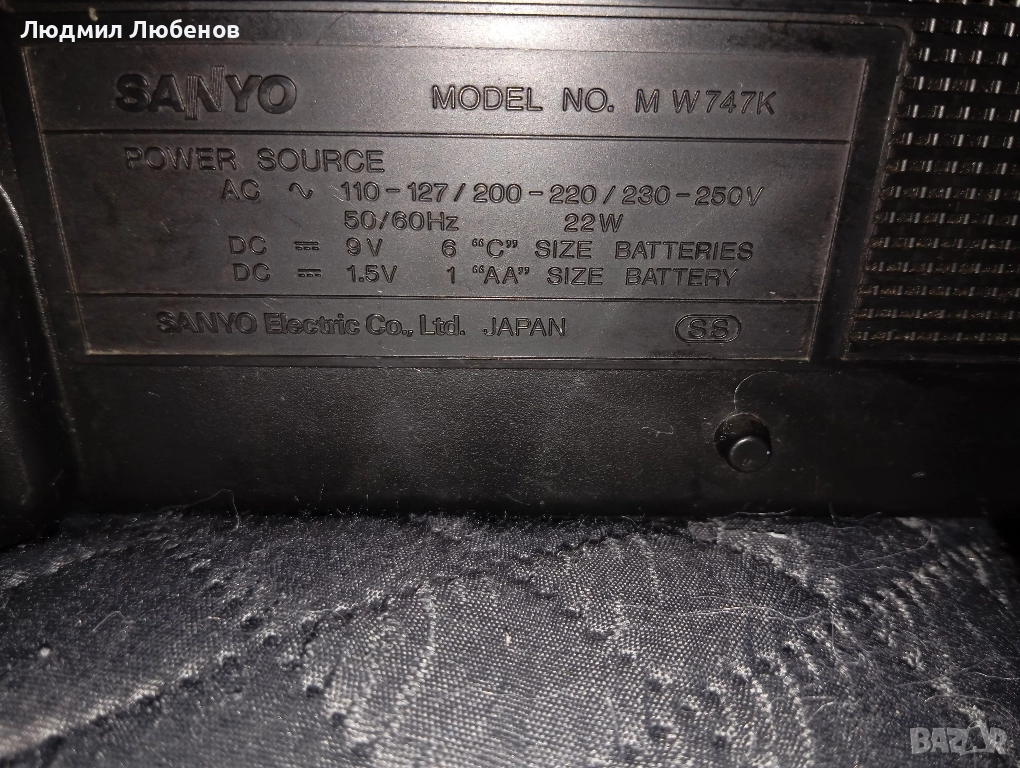 Людмил Любенов
SANYO MODEL NO. M W747K
POWER SOURCE
AC ∿ 110-127/200-220/230-250V
50/60Hz 22W
DC ⎓ 9V 6 “C” SIZE BATTERIES
DC ⎓ 1.5V 1 “AA” SIZE BATTERY
SANYO Electric Co., Ltd. JAPAN SS
BAZAR